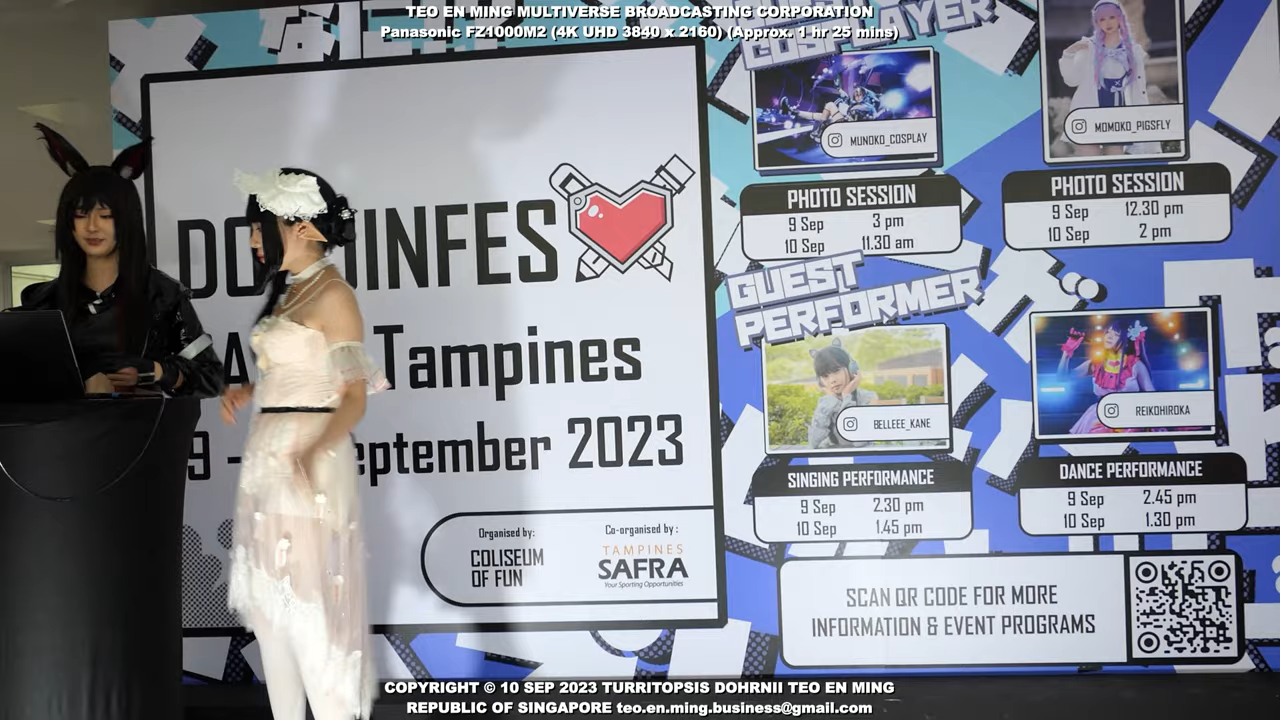 TEO EN MING MULTIVERSE BROADCASTING CORPORATION
Panasonic FZ1000M2 (4K UHD 3840 x 2160) (Approx. 1 hr 25 mins)
COSPLAYER
MUNOKO_COSPLAY
MOMOKO_PIGSFLY
PHOTO SESSION
9 Sep 3 pm
10 Sep 11.30 am
PHOTO SESSION
9 Sep 12.30 pm
10 Sep 2 pm
INFES
Tampines
9 - eptember 2023
Organised by:
COLISEUM
OF FUN
Co-organised by :
TAMPINES
SAFRA
Your Sporting Opportunities
GUEST
PERFORMER
BELLEEE_KANE
REIKOHIROKA
SINGING PERFORMANCE
9 Sep 2.30 pm
10 Sep 1.45 pm
DANCE PERFORMANCE
9 Sep 2.45 pm
10 Sep 1.30 pm
SCAN QR CODE FOR MORE
INFORMATION & EVENT PROGRAMS
COPYRIGHT © 10 SEP 2023 TURRITOPSIS DOHRNII TEO EN MING
REPUBLIC OF SINGAPORE teo.en.ming.business@gmail.com